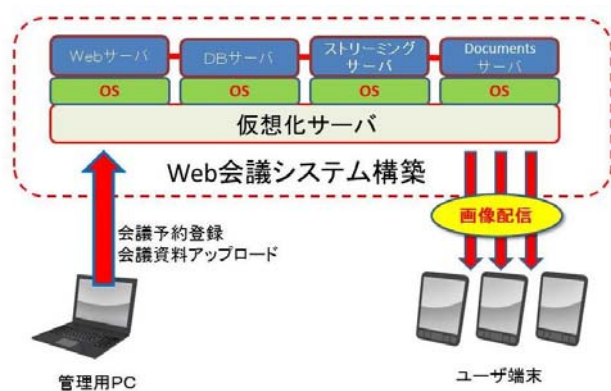 Webサーバ
DBサーバ
ストリーミング
サーバ
Documents
サーバ
OS
OS
OS
OS
仮想化サーバ
Web会議システム構築
画像配信
会議予約登録
会議資料アップロード
管理用PC
ユーザ端末